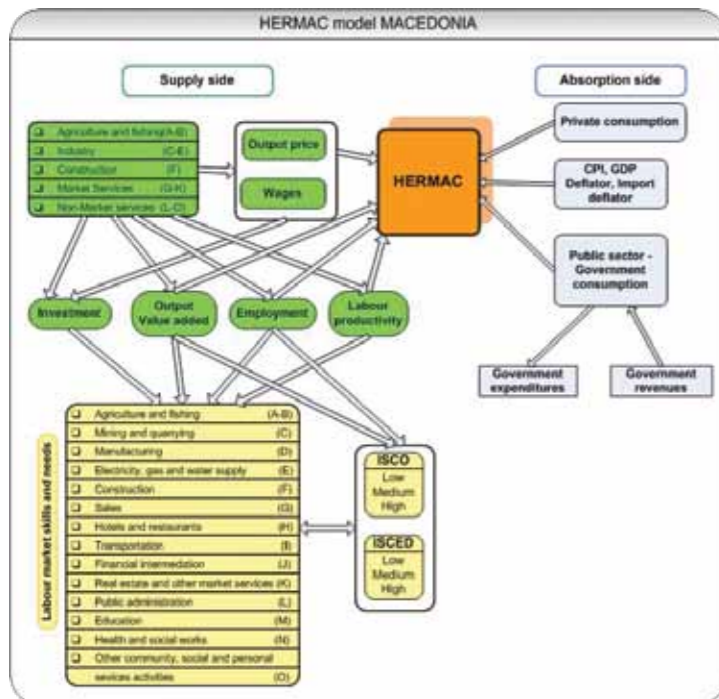 HERMAC model MACEDONIA
Supply side
Absorption side
Agriculture and fishing(A-B)
Industry (C-E)
Construction (F)
Market Services (G-K)
Non-Market services (L-O)
Output price
Wages
HERMAC
Private consumption
CPI, GDP
Deflator, Import
deflator
Public sector -
Government
consumption
Government
expenditures
Government
revenues
Investment
Output
Value added
Employment
Labour
productivity
Labour market skills and needs
Agriculture and fishing (A-B)
Mining and quarrying (C)
Manufacturing (D)
Electricity, gas and water supply (E)
Construction (F)
Sales (G)
Hotels and restaurants (H)
Transportation (I)
Financial intermediation (J)
Real estate and other market services (K)
Public administration (L)
Education (M)
Health and social works (N)
Other community, social and personal
sevices activities (O)
ISCO
Low
Medium
High
ISCED
Low
Medium
High